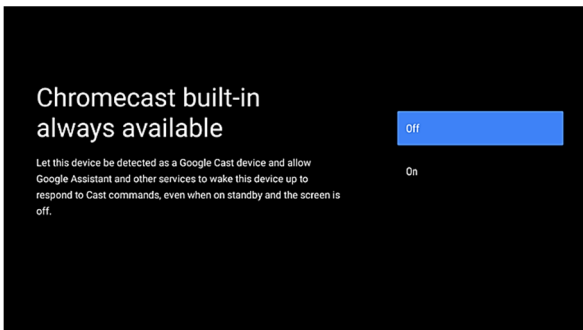 Chromecast built-in
always available
Let this device be detected as a Google Cast device and allow
Google Assistant and other services to wake this device up to
respond to Cast commands, even when on standby and the screen is
off.
Off
On